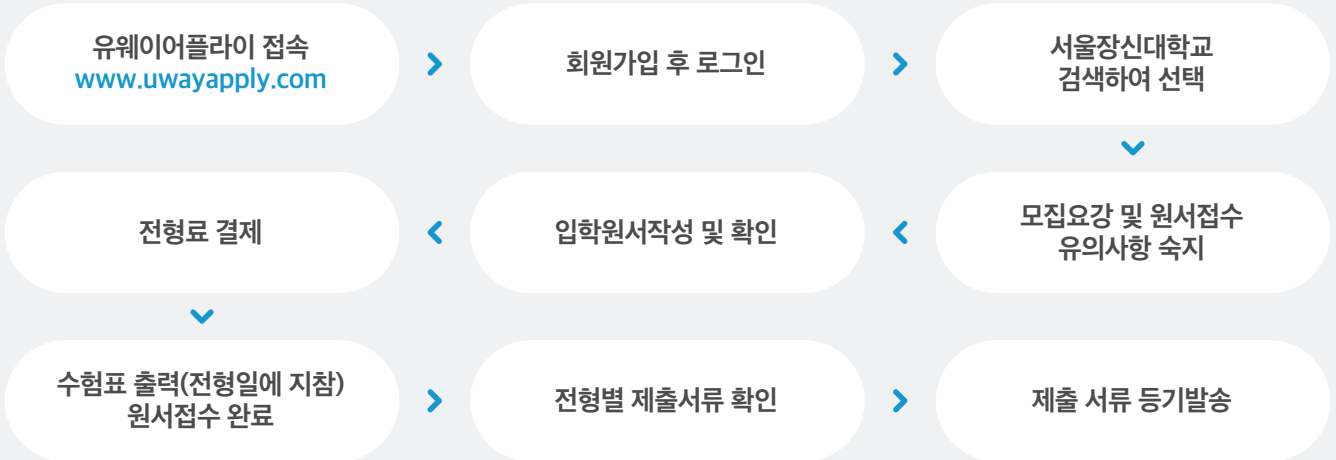 유웨이어플라이 접속
www.uwayapply.com
회원가입 후 로그인
서울장신대학교
검색하여 선택
모집요강 및 원서접수
유의사항 숙지
입학원서작성 및 확인
전형료 결제
수험표 출력(전형일에 지참)
원서접수 완료
전형별 제출서류 확인
제출 서류 등기발송